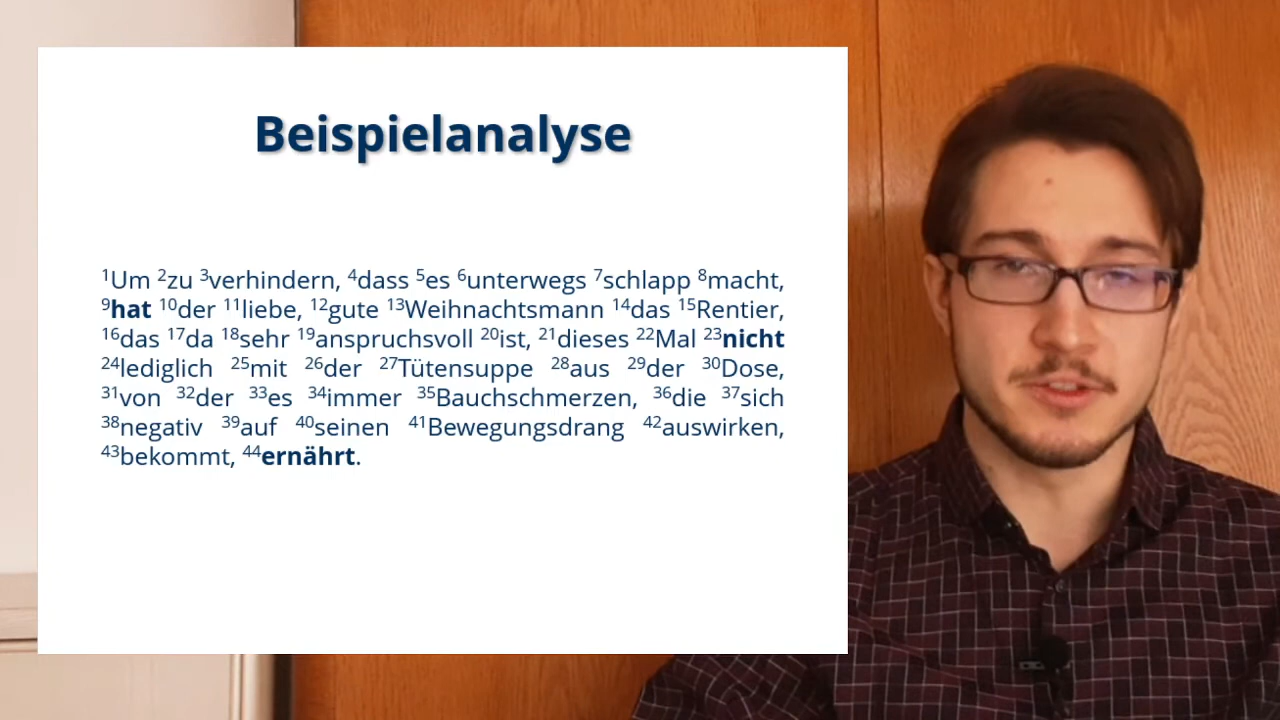 Beispielanalyse
¹Um ²zu ³verhindern, ⁴dass ⁵es ⁶unterwegs ⁷schlapp ⁸macht,
⁹hat ¹⁰der ¹¹liebe, ¹²gute ¹³Weihnachtsmann ¹⁴das ¹⁵Rentier,
¹⁶das ¹⁷da ¹⁸sehr ¹⁹anspruchsvoll ²⁰ist, ²¹dieses ²²Mal ²³nicht
²⁴lediglich ²⁵mit ²⁶der ²⁷Tütensuppe ²⁸aus ²⁹der ³⁰Dose,
³¹von ³²der ³³es ³⁴immer ³⁵Bauchschmerzen, ³⁶die ³⁷sich
³⁸negativ ³⁹auf ⁴⁰seinen ⁴¹Bewegungsdrang ⁴²auswirken,
⁴³bekommt, ⁴⁴ernährt.